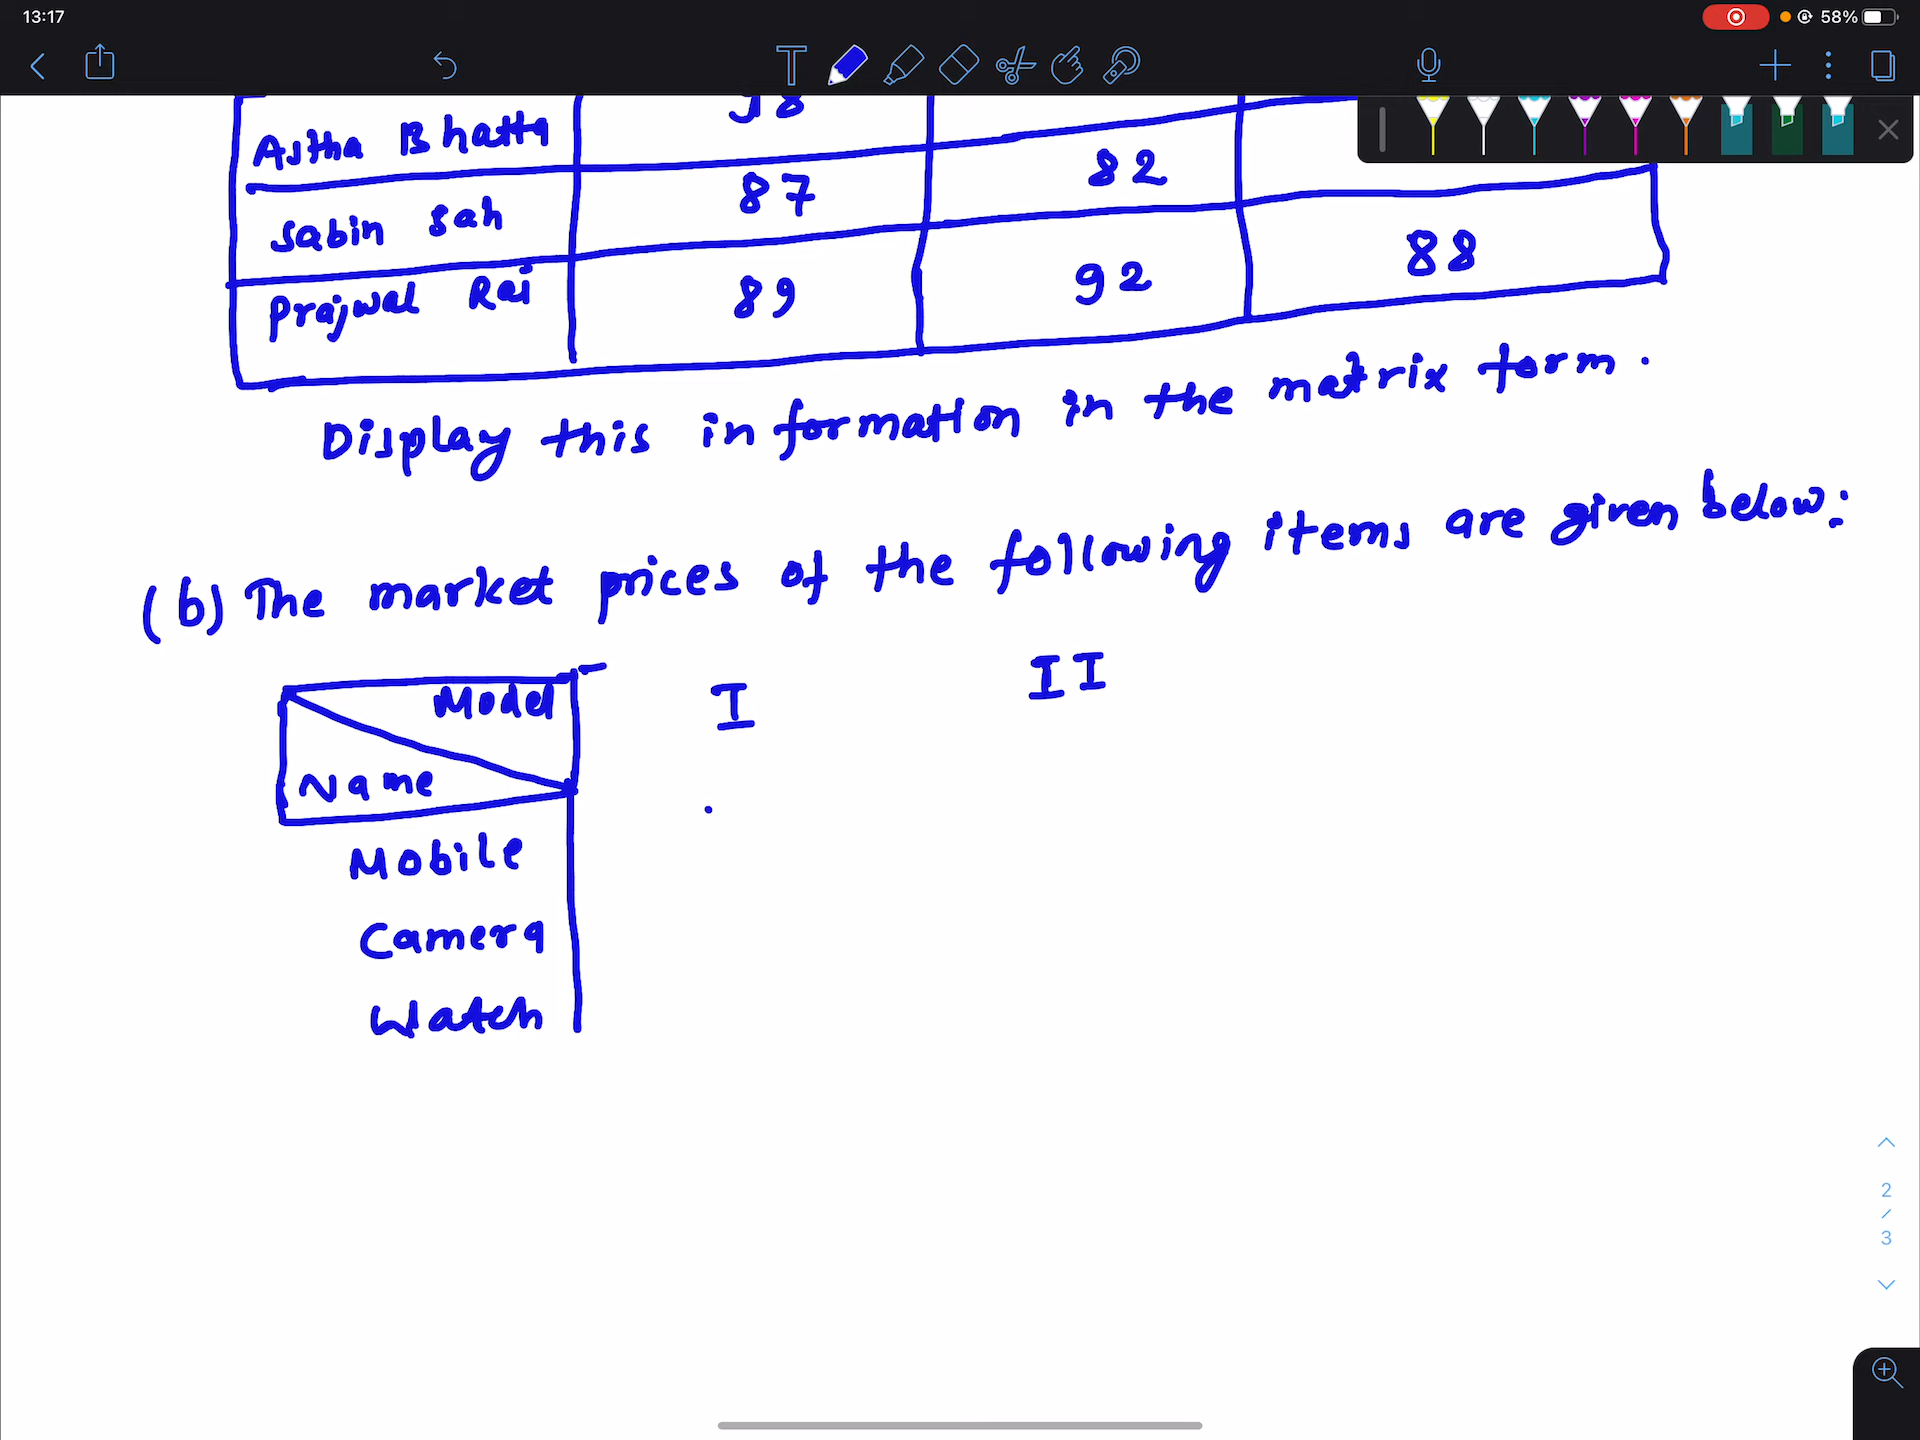 13:17
58%
Astha Bhatta
Sabin Sah 87 82
Prajwal Rai 89 92 88
Display this information in the matrix form.
(b) The market prices of the following items are given below:
Model I II
Name
Mobile
Camera
Watch
2
/
3